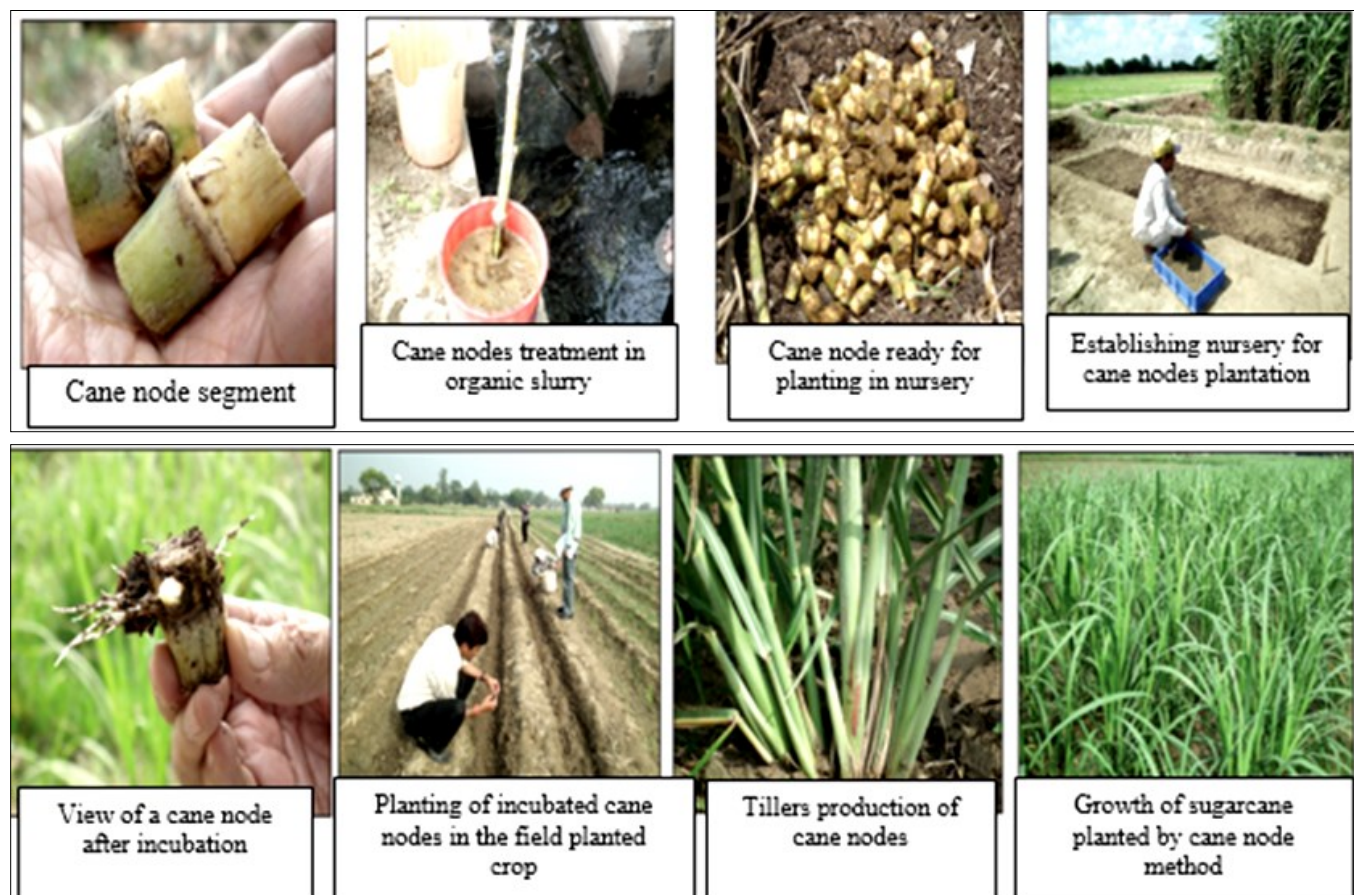 Cane node segment
Cane nodes treatment in
organic slurry
Cane node ready for
planting in nursery
Establishing nursery for
cane nodes plantation
View of a cane node
after incubation
Planting of incubated cane
nodes in the field planted
crop
Tillers production of
cane nodes
Growth of sugarcane
planted by cane node
method